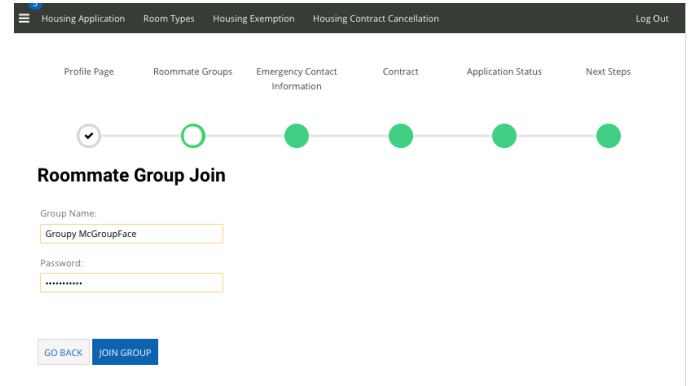 Housing Application Room Types Housing Exemption Housing Contract Cancellation Log Out
Profile Page Roommate Groups Emergency Contact Contract Application Status Next Steps
Information
Roommate Group Join
Group Name:
Groupy McGroupFace
Password:
•••••••••••
GO BACK JOIN GROUP